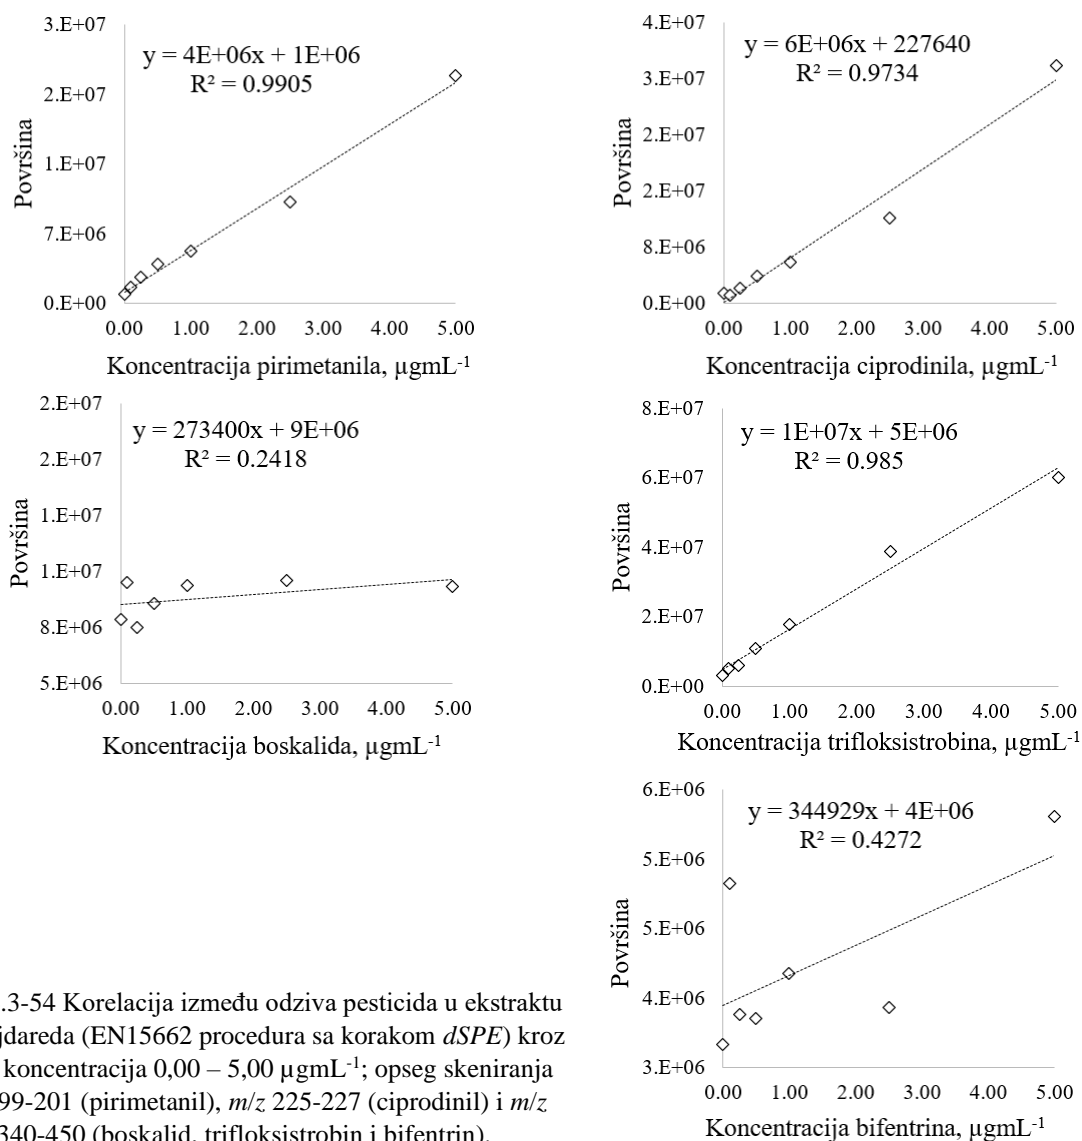 3.E+07
y = 4E+06x + 1E+06
R² = 0.9905
2.E+07
1.E+07
7.E+06
0.E+00
Površina
0.00 1.00 2.00 3.00 4.00 5.00
Koncentracija pirimetanila, µgmL⁻¹
4.E+07
y = 6E+06x + 227640
R² = 0.9734
3.E+07
2.E+07
2.E+07
8.E+06
0.E+00
Površina
0.00 1.00 2.00 3.00 4.00 5.00
Koncentracija ciprodinila, µgmL⁻¹
2.E+07
y = 273400x + 9E+06
R² = 0.2418
2.E+07
1.E+07
1.E+07
8.E+06
5.E+06
Površina
0.00 1.00 2.00 3.00 4.00 5.00
Koncentracija boskalida, µgmL⁻¹
8.E+07
y = 1E+07x + 5E+06
R² = 0.985
6.E+07
4.E+07
2.E+07
0.E+00
Površina
0.00 1.00 2.00 3.00 4.00 5.00
Koncentracija trifloksistrobina, µgmL⁻¹
6.E+06
y = 344929x + 4E+06
R² = 0.4272
5.E+06
5.E+06
4.E+06
3.E+06
Površina
0.00 1.00 2.00 3.00 4.00 5.00
Koncentracija bifentrina, µgmL⁻¹
.3-54 Korelacija između odziva pesticida u ekstraktu
jdareda (EN15662 procedura sa korakom dSPE) kroz
koncentracija 0,00 – 5,00 µgmL⁻¹; opseg skeniranja
99-201 (pirimetanil), m/z 225-227 (ciprodinil) i m/z
340-450 (boskalid, trifloksistrobin i bifentrin).